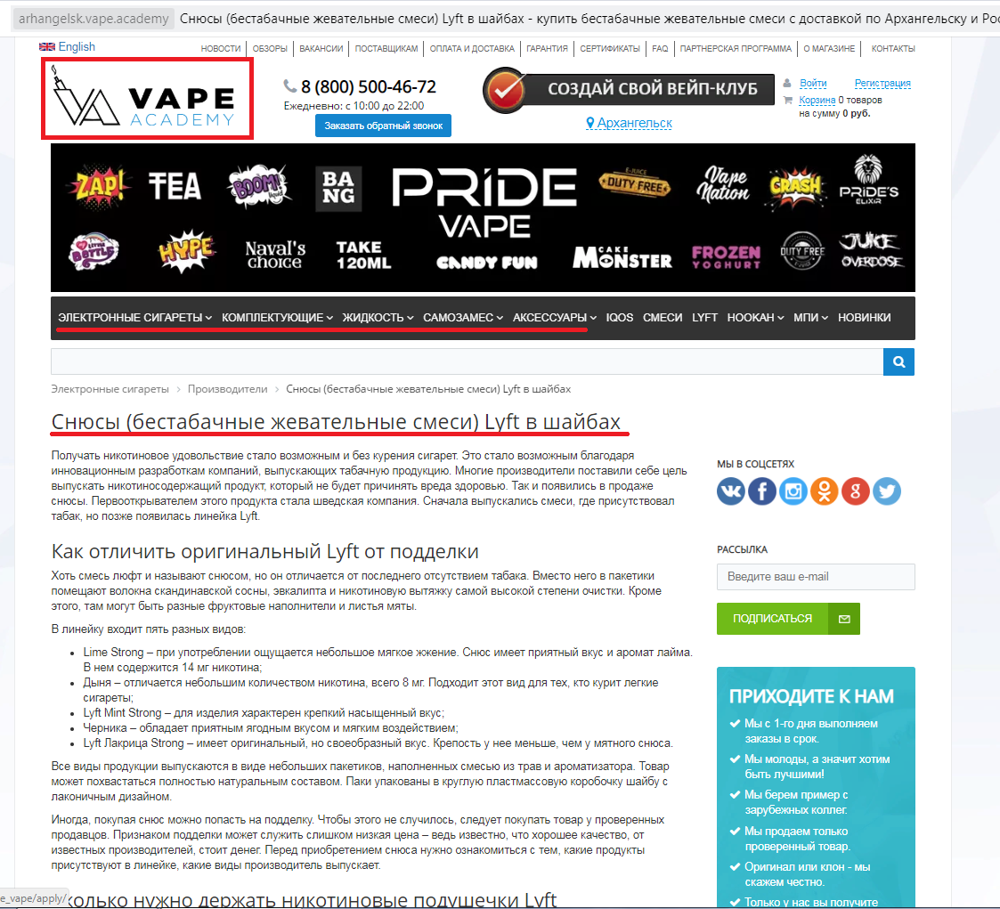 arhangelsk.vape.academy Снюсы (бестабачные жевательные смеси) Lyft в шайбах - купить бестабачные жевательные смеси с доставкой по Архангельску и Рос
English
НОВОСТИ ОБЗОРЫ ВАКАНСИИ ПОСТАВЩИКАМ ОПЛАТА И ДОСТАВКА ГАРАНТИЯ СЕРТИФИКАТЫ FAQ ПАРТНЕРСКАЯ ПРОГРАММА О МАГАЗИНЕ КОНТАКТЫ
VAPE
ACADEMY
8 (800) 500-46-72
Ежедневно: с 10:00 до 22:00
Заказать обратный звонок
СОЗДАЙ СВОЙ ВЕЙП-КЛУБ
Архангельск
Войти Регистрация
Корзина 0 товаров
на сумму 0 руб.
ZAP! TEA BOOM! liquid BANG PRIDE VAPE E-JUICE DUTY FREE Vape Nation CRASH PRIDE'S ELIXIR
LITTLE BOTTLE HYPE Naval's choice TAKE 120ML CANDY FUN CAKE MONSTER FROZEN YOGHURT DUTY FREE JUKE OVERDOSE
ЭЛЕКТРОННЫЕ СИГАРЕТЫ КОМПЛЕКТУЮЩИЕ ЖИДКОСТЬ САМОЗАМЕС АКСЕССУАРЫ IQOS СМЕСИ LYFT HOOKAH МПИ НОВИНКИ
Электронные сигареты > Производители > Снюсы (бестабачные жевательные смеси) Lyft в шайбах
Снюсы (бестабачные жевательные смеси) Lyft в шайбах
Получать никотиновое удовольствие стало возможным и без курения сигарет. Это стало возможным благодаря
инновационным разработкам компаний, выпускающих табачную продукцию. Многие производители поставили себе цель
выпускать никотиносодержащий продукт, который не будет причинять вреда здоровью. Так и появились в продаже
снюсы. Первооткрывателем этого продукта стала шведская компания. Сначала выпускались смеси, где присутствовал
табак, но позже появилась линейка Lyft.
Как отличить оригинальный Lyft от подделки
Хоть смесь люфт и называют снюсом, но он отличается от последнего отсутствием табака. Вместо него в пакетики
помещают волокна скандинавской сосны, эвкалипта и никотиновую вытяжку самой высокой степени очистки. Кроме
этого, там могут быть разные фруктовые наполнители и листья мяты.
В линейку входит пять разных видов:
• Lime Strong – при употреблении ощущается небольшое мягкое жжение. Снюс имеет приятный вкус и аромат лайма.
В нем содержится 14 мг никотина;
• Дыня – отличается небольшим количеством никотина, всего 8 мг. Подходит этот вид для тех, кто курит легкие
сигареты;
• Lyft Mint Strong – для изделия характерен крепкий насыщенный вкус;
• Черника – обладает приятным ягодным вкусом и мягким воздействием;
• Lyft Лакрица Strong – имеет оригинальный, но своеобразный вкус. Крепость у нее меньше, чем у мятного снюса.
Все виды продукции выпускаются в виде небольших пакетиков, наполненных смесью из трав и ароматизатора. Товар
может похвастаться полностью натуральным составом. Паки упакованы в круглую пластмассовую коробочку шайбу с
лаконичным дизайном.
Иногда, покупая снюс можно попасть на подделку. Чтобы этого не случилось, следует покупать товар у проверенных
продавцов. Признаком подделки может служить слишком низкая цена – ведь известно, что хорошее качество, от
известных производителей, стоит денег. Перед приобретением снюса нужно ознакомиться с тем, какие продукты
присутствуют в линейке, какие виды производитель выпускает.
колько нужно держать никотиновые подушечки Lyft
e_vape/apply/
МЫ В СОЦСЕТЯХ
РАССЫЛКА
Введите ваш e-mail
ПОДПИСАТЬСЯ
ПРИХОДИТЕ К НАМ
Мы с 1-го дня выполняем
заказы в срок.
Мы молоды, а значит хотим
быть лучшими!
Мы берем пример с
зарубежных коллег.
Мы продаем только
проверенный товар.
Оригинал или клон - мы
скажем честно.
Только у нас вы получите